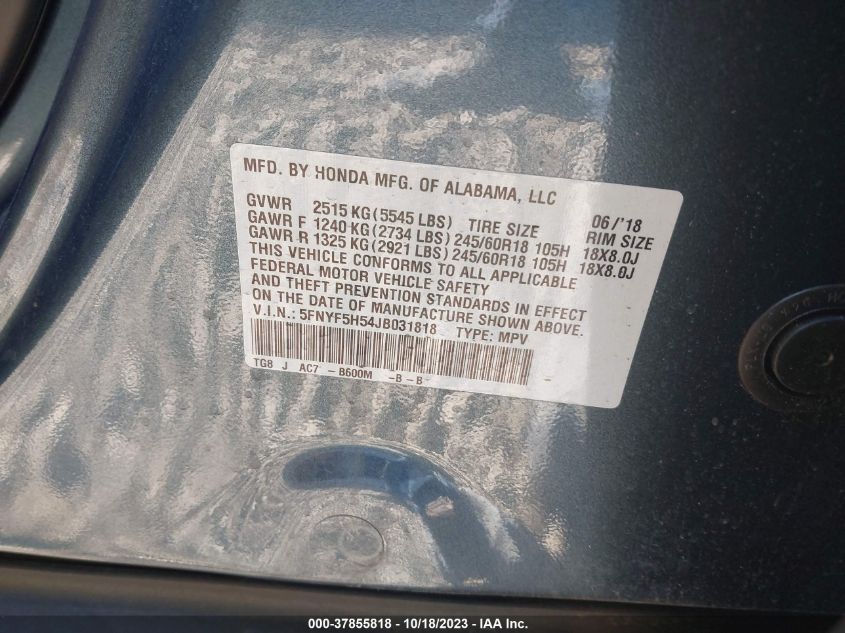 MFD. BY HONDA MFG. OF ALABAMA, LLC
06/'18
GVWR 2515 KG(5545 LBS) TIRE SIZE RIM SIZE
GAWR F 1240 KG(2734 LBS) 245/60R18 105H 18X8.0J
GAWR R 1325 KG(2921 LBS) 245/60R18 105H 18X8.0J
THIS VEHICLE CONFORMS TO ALL APPLICABLE
FEDERAL MOTOR VEHICLE SAFETY
AND THEFT PREVENTION STANDARDS IN EFFECT
ON THE DATE OF MANUFACTURE SHOWN ABOVE.
V.I.N.: 5FNYF5H54JB031818 TYPE: MPV
TG8 J AC7 -B600M -B-B
000-37855818 - 10/18/2023 - IAA Inc.